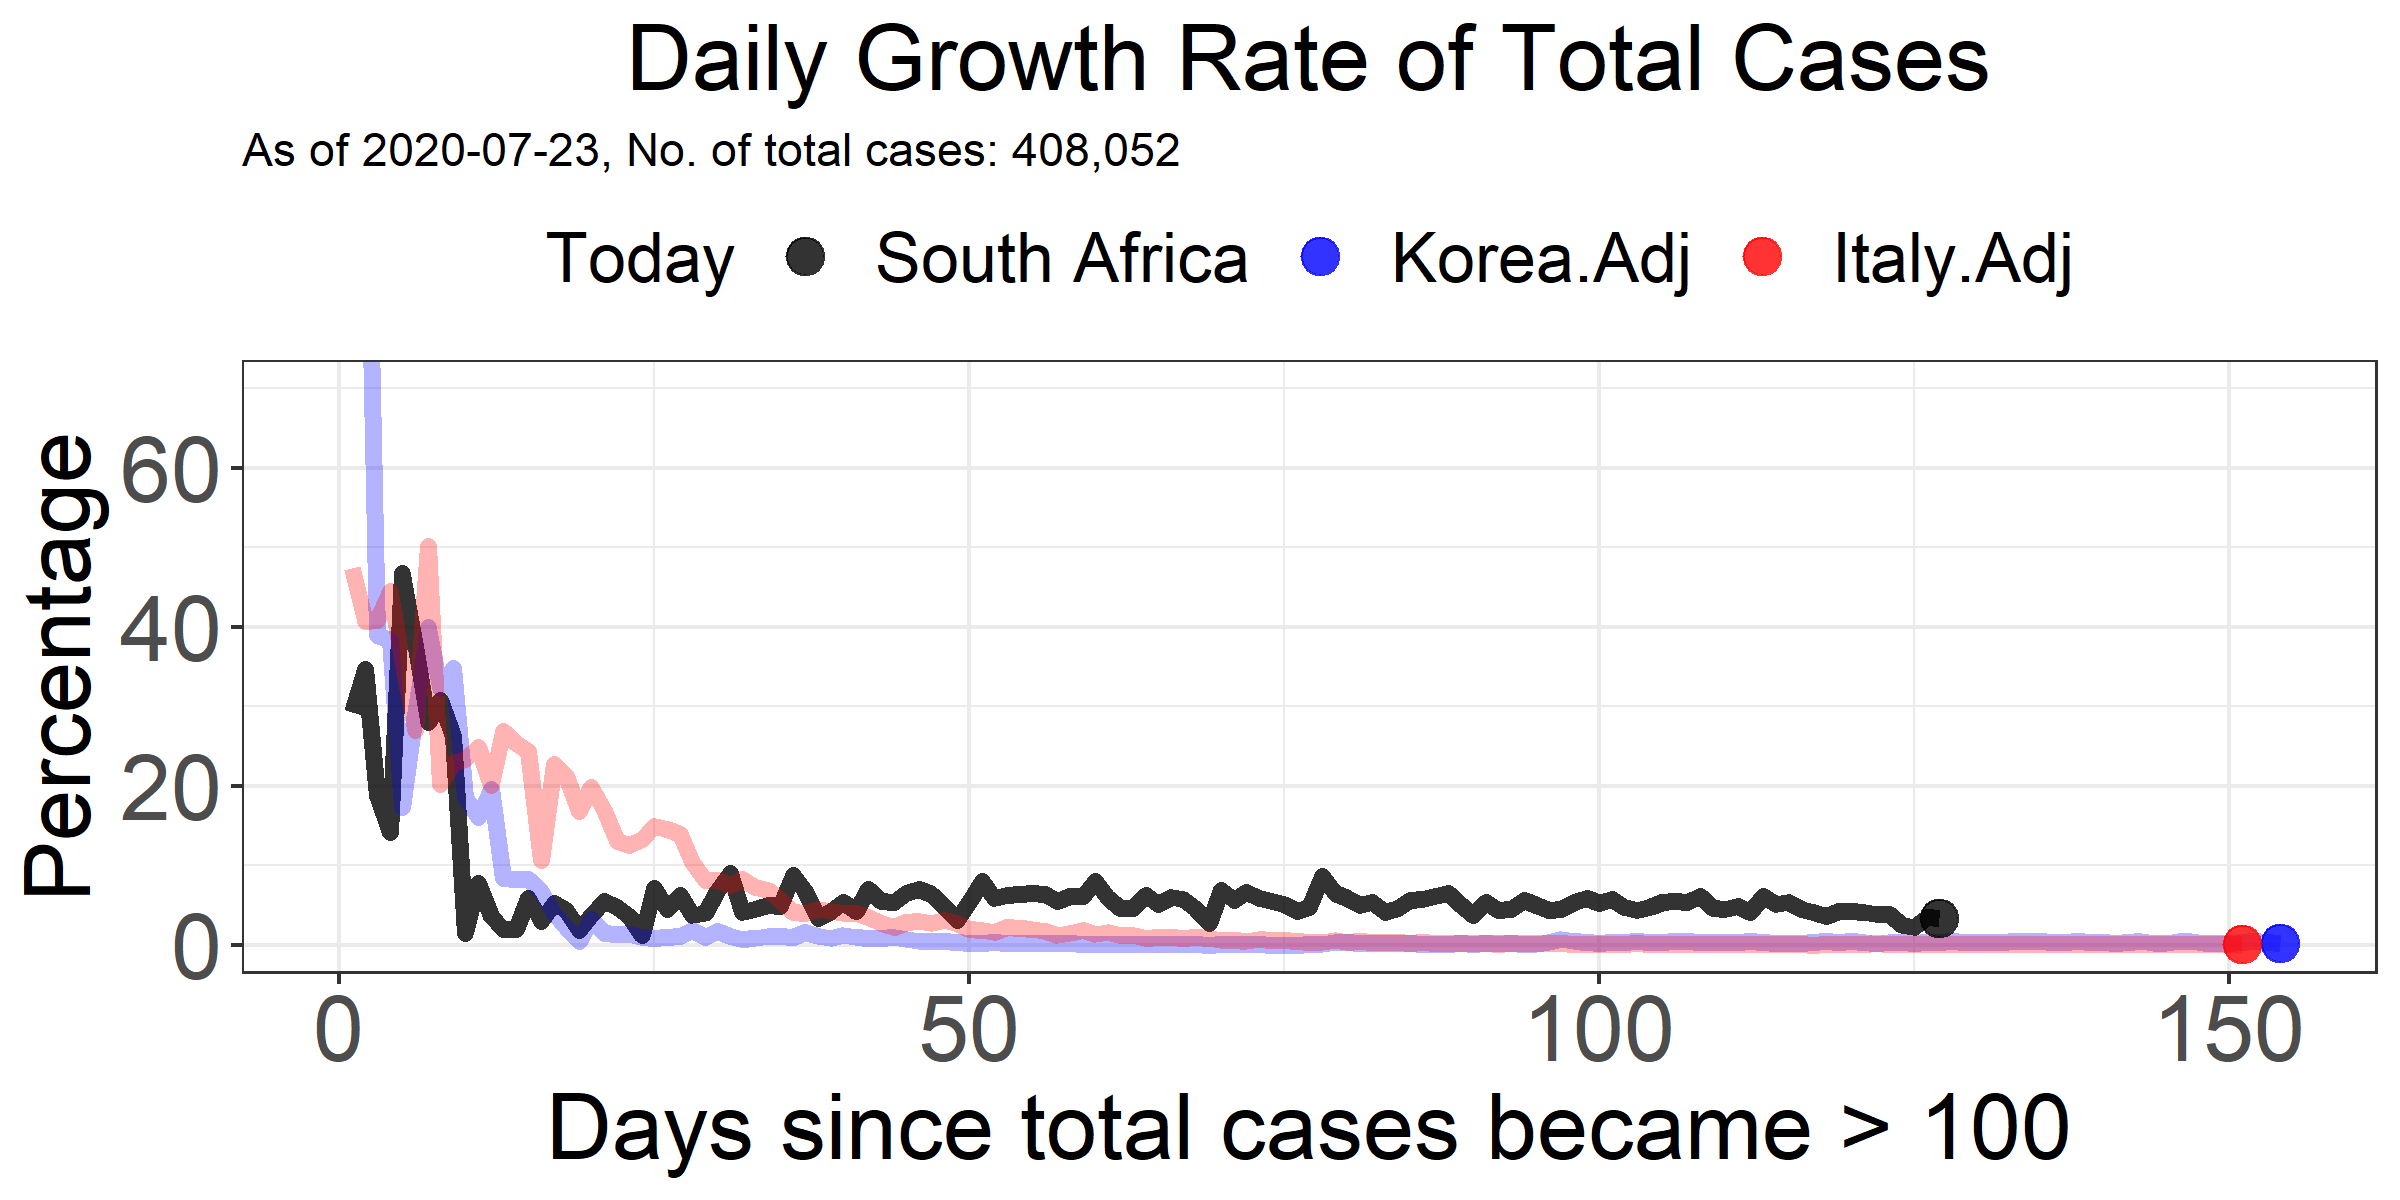 Daily Growth Rate of Total Cases
As of 2020-07-23, No. of total cases: 408,052
Today South Africa Korea.Adj Italy.Adj
Percentage
60
40
20
0
0 50 100 150
Days since total cases became > 100